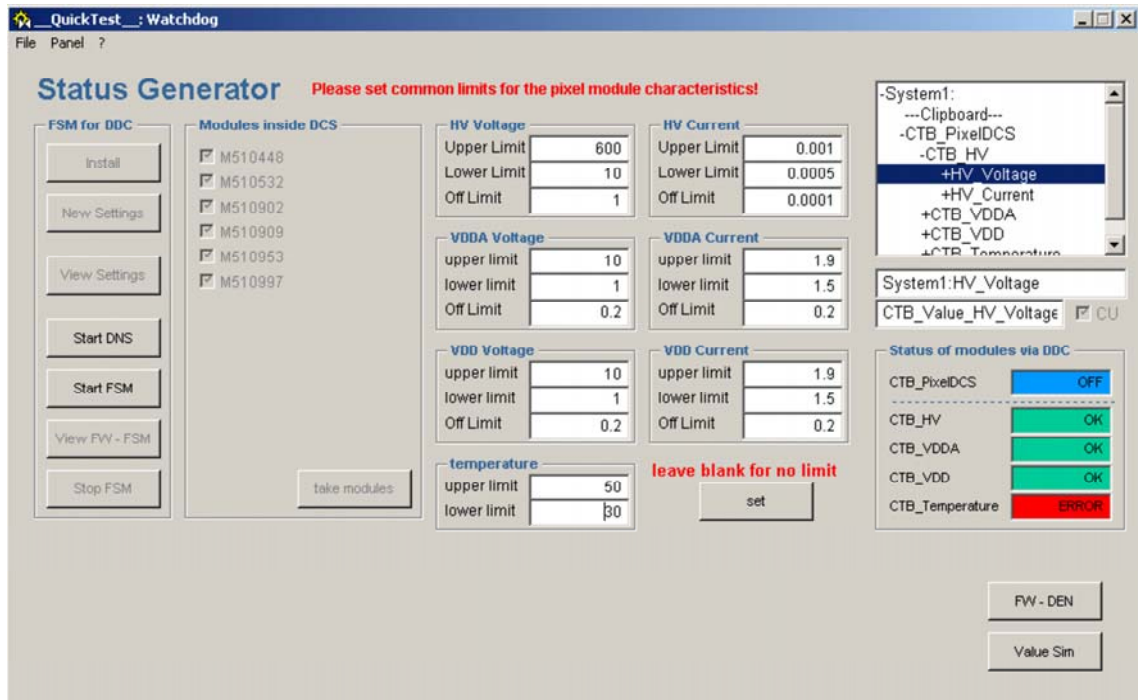 __QuickTest__: Watchdog
File Panel ?
Status Generator
Please set common limits for the pixel module characteristics!
FSM for DDC
Install
New Settings
View Settings
Start DNS
Start FSM
View FW - FSM
Stop FSM
Modules inside DCS
M510448
M510532
M510902
M510909
M510953
M510997
take modules
HV Voltage
Upper Limit 600
Lower Limit 10
Off Limit 1
HV Current
Upper Limit 0.001
Lower Limit 0.0005
Off Limit 0.0001
VDDA Voltage
upper limit 10
lower limit 1
Off Limit 0.2
VDDA Current
upper limit 1.9
lower limit 1.5
Off Limit 0.2
VDD Voltage
upper limit 10
lower limit 1
Off Limit 0.2
VDD Current
upper limit 1.9
lower limit 1.5
Off Limit 0.2
temperature
upper limit 50
lower limit 30
leave blank for no limit
set
-System1:
---Clipboard---
-CTB_PixelDCS
-CTB_HV
+HV_Voltage
+HV_Current
+CTB_VDDA
+CTB_VDD
+CTB_Temperature
System1:HV_Voltage
CTB_Value_HV_Voltage CU
Status of modules via DDC
CTB_PixelDCS OFF
CTB_HV OK
CTB_VDDA OK
CTB_VDD OK
CTB_Temperature ERROR
FW - DEN
Value Sim